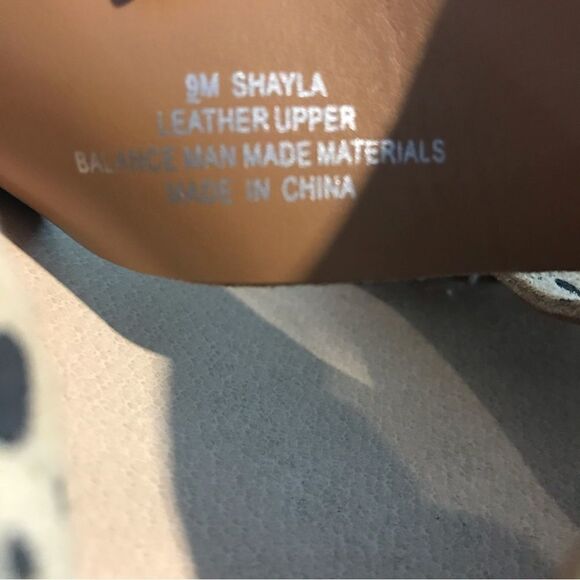 9M SHAYLA
LEATHER UPPER
BALANCE MAN MADE MATERIALS
MADE IN CHINA